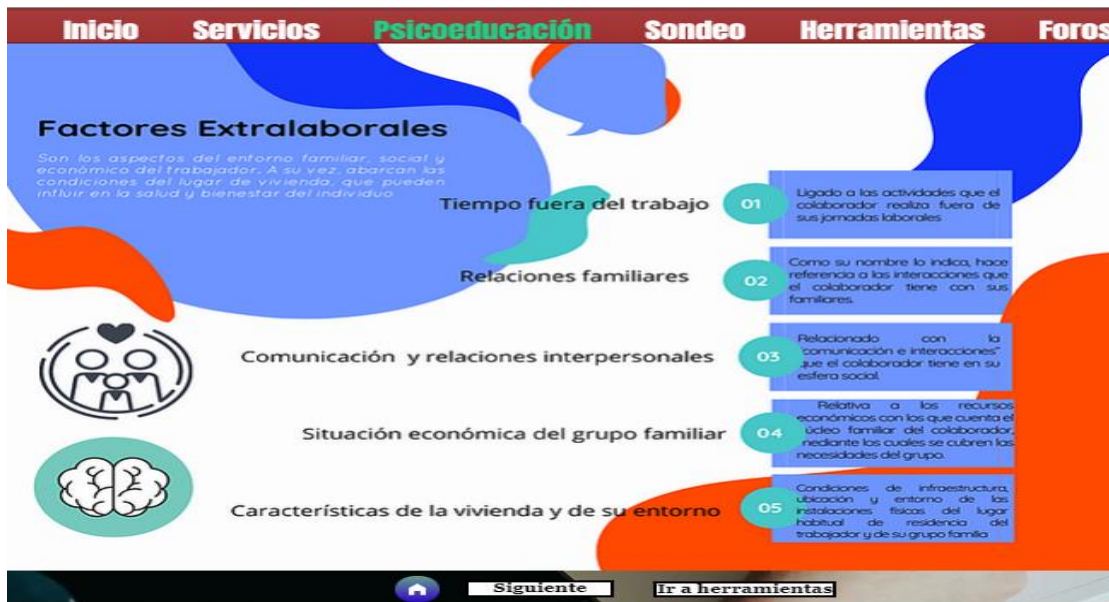 Inicio Servicios Psicoeducación Sondeo Herramientas Foros
Factores Extralaborales
Son los aspectos del entorno familiar, social y
económico del trabajador. A su vez, abarcan las
condiciones del lugar de vivienda, que pueden
influir en la salud y bienestar del individuo
Tiempo fuera del trabajo
01
Ligado a las actividades que el
colaborador realiza fuera de
sus jornadas laborales
Relaciones familiares
02
Como su nombre lo indica, hace
referencia a las interacciones que
el colaborador tiene con sus
familiares.
Comunicación y relaciones interpersonales
03
Relacionado con la
"comunicación e interacciones"
que el colaborador tiene en su
esfera social.
Situación económica del grupo familiar
04
Relativa a los recursos
económicos con los que cuenta el
núcleo familiar del colaborador,
mediante los cuales se cubren las
necesidades del grupo.
Características de la vivienda y de su entorno
05
Condiciones de infraestructura,
ubicación y entorno de las
instalaciones físicas del lugar
habitual de residencia del
trabajador y de su grupo familia
Siguiente
Ir a herramientas